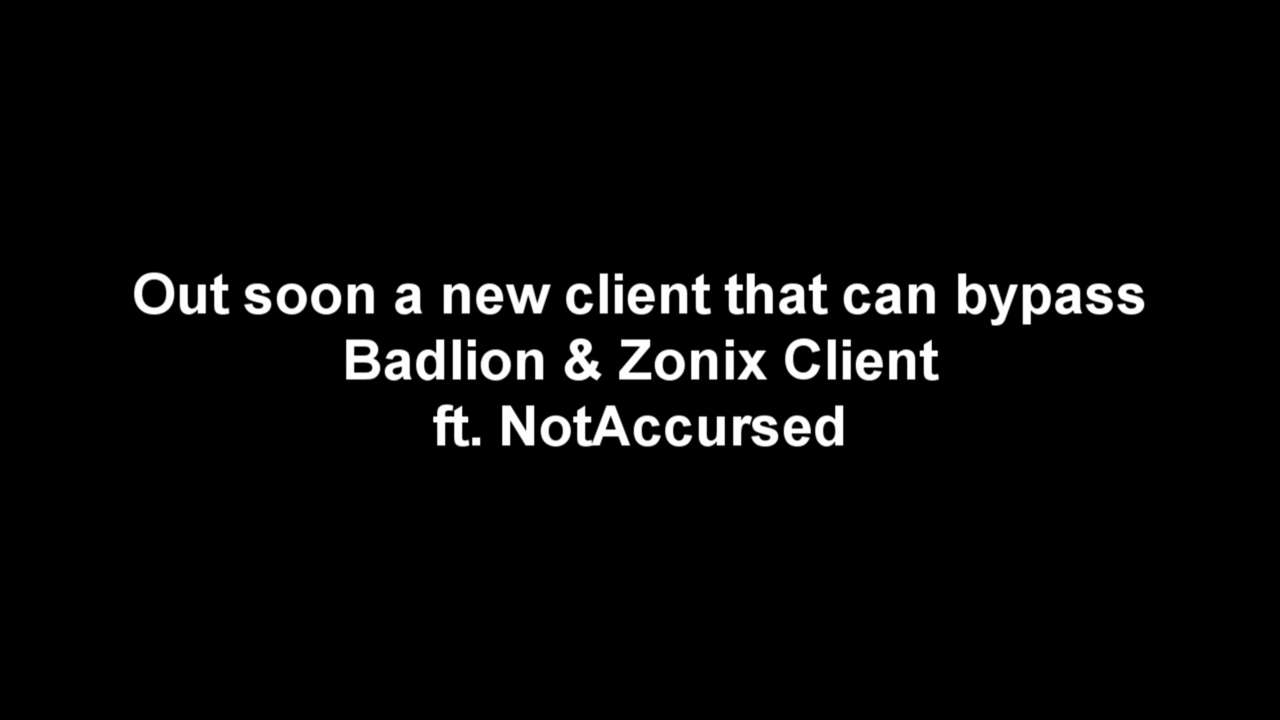 Out soon a new client that can bypass
Badlion & Zonix Client
ft. NotAccursed